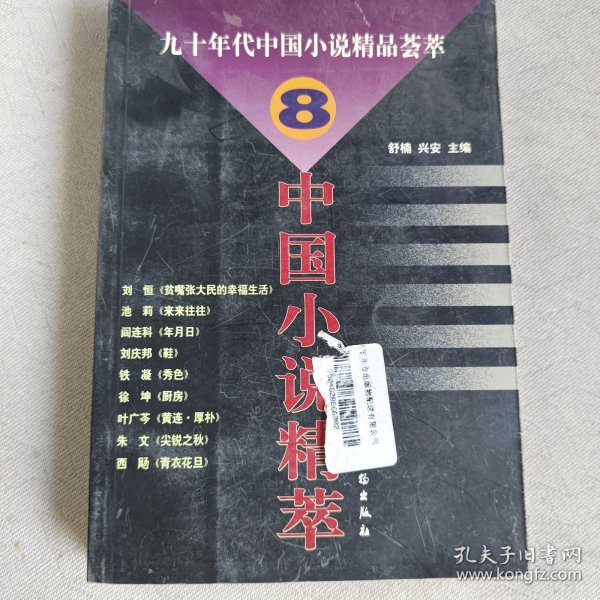 九十年代中国小说精品荟萃
8
舒楠 兴安 主编
中国小说精萃
刘 恒《贫嘴张大民的幸福生活》
池 莉《来来往往》
阎连科《年月日》
刘庆邦《鞋》
铁 凝《秀色》
徐 坤《厨房》
叶广芩《黄连·厚朴》
朱 文《尖锐之秋》
西 飏《青衣花旦》
出版社
孔夫子旧书网
www.kongfz.com